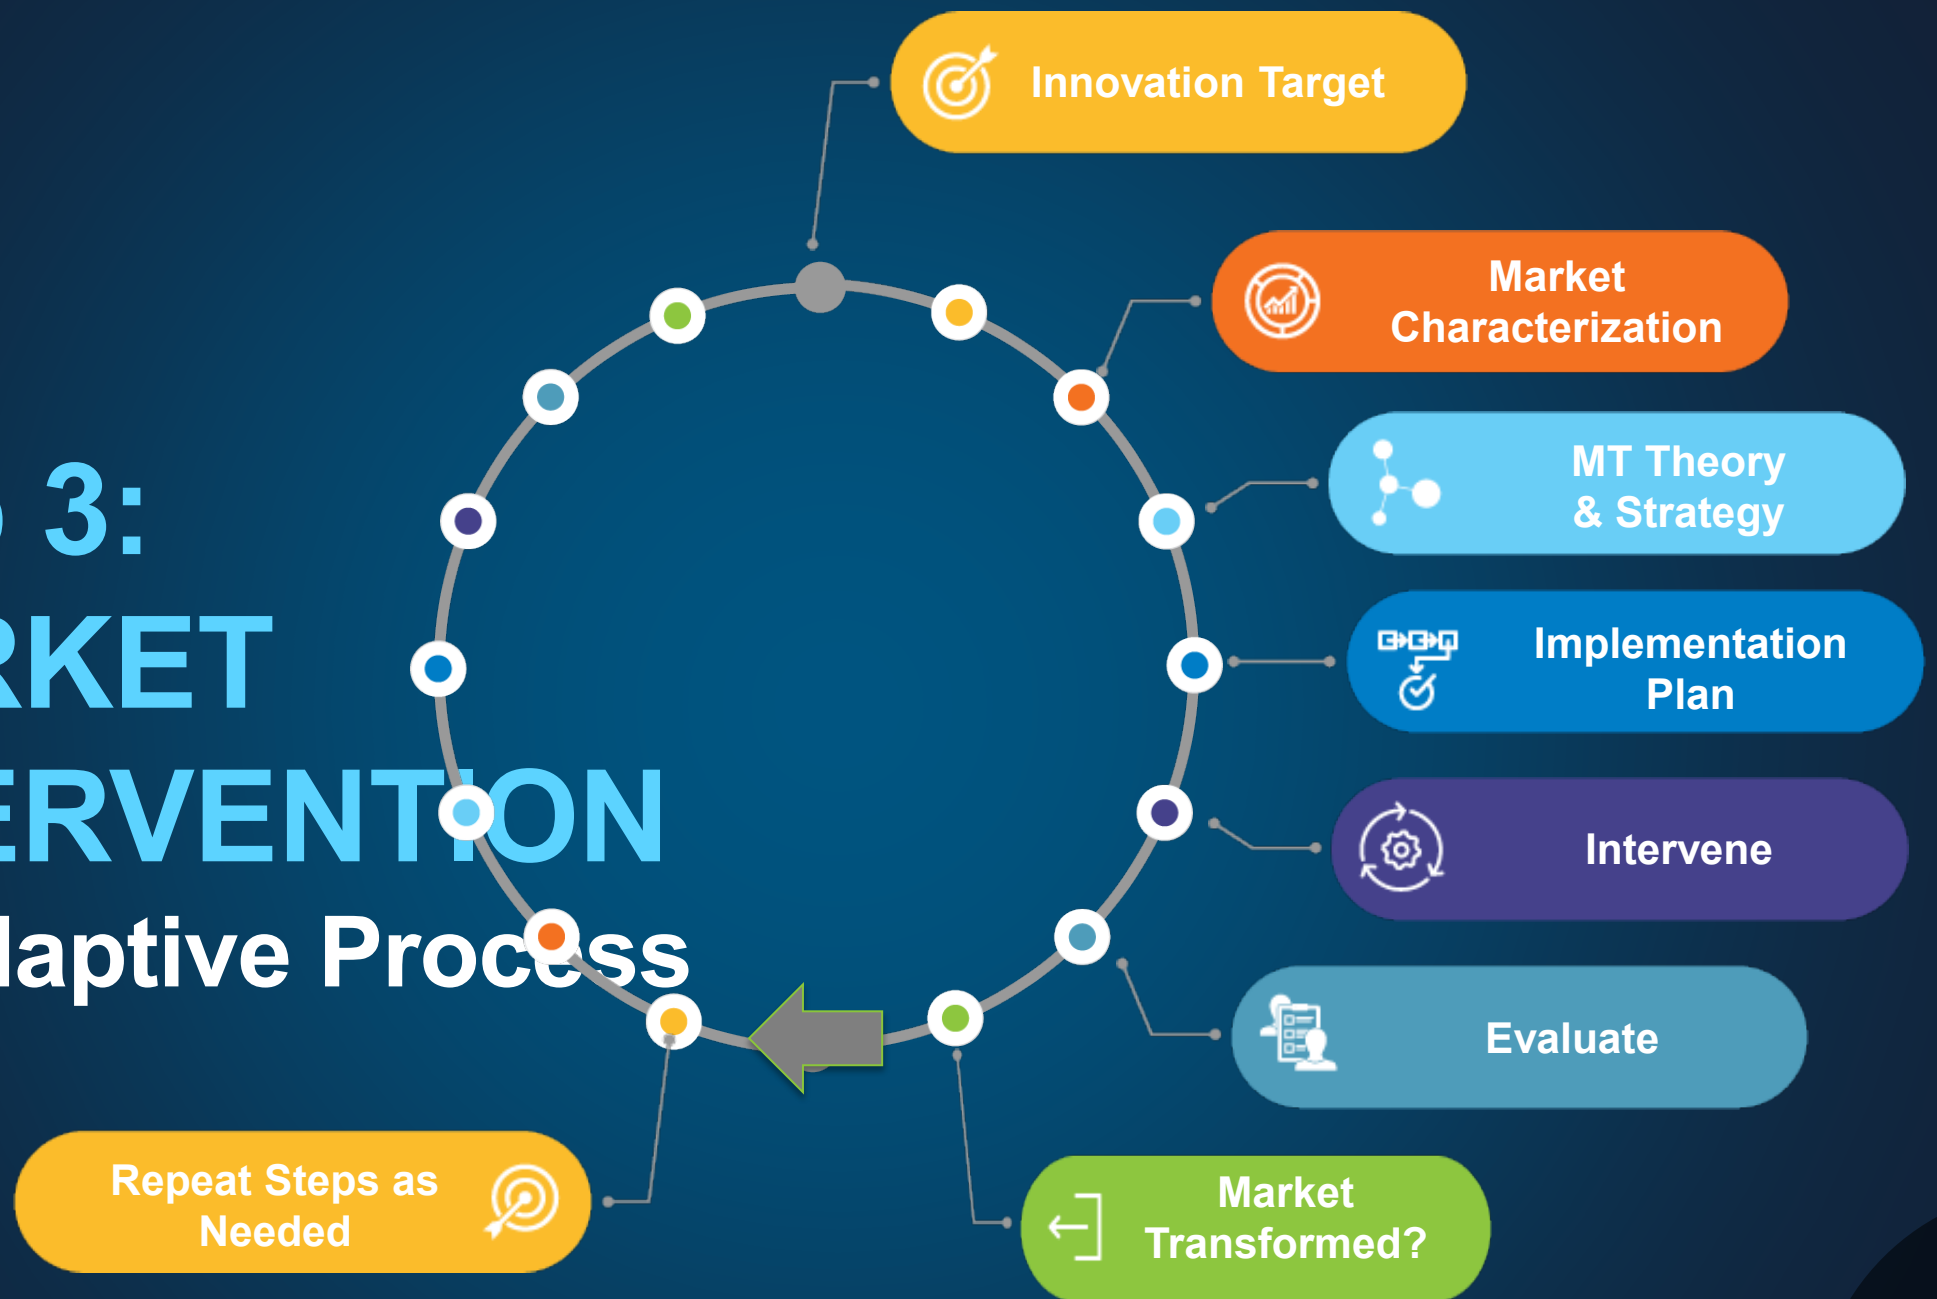 Innovation Target
Market
Characterization
MT Theory
& Strategy
Implementation
Plan
Intervene
Evaluate
Market
Transformed?
Repeat Steps as
Needed
3:
RKET
ERVENTION
daptive Process